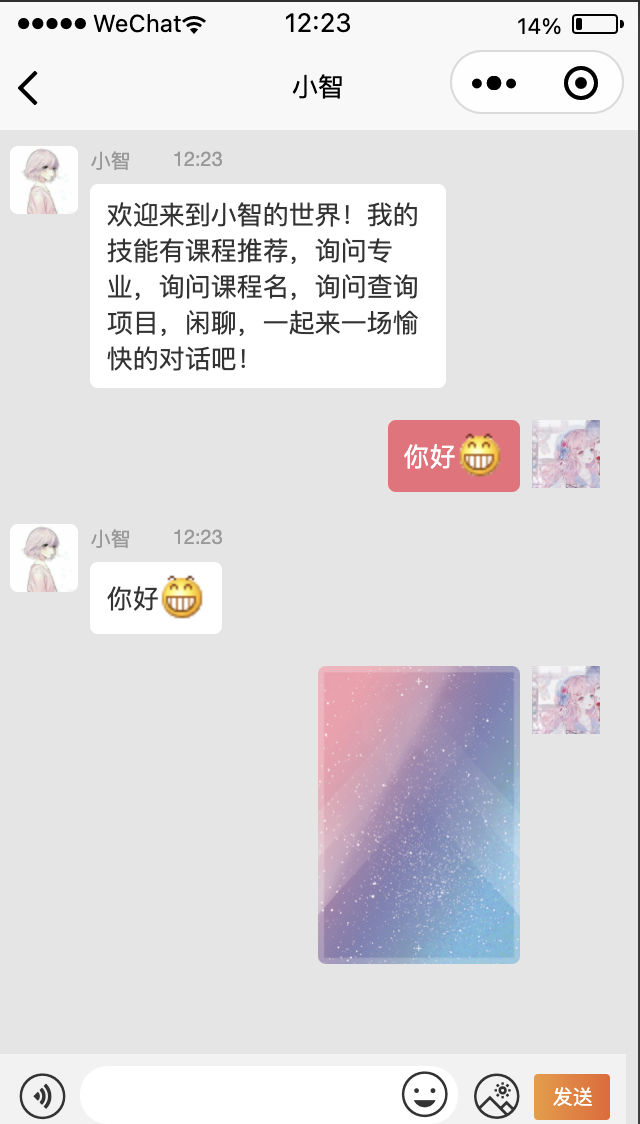 ●●●●● WeChat 12:23 14%
小智
小智 12:23
欢迎来到小智的世界！我的
技能有课程推荐，询问专
业，询问课程名，询问查询
项目，闲聊，一起来一场愉
快的对话吧！
你好😁
小智 12:23
你好😁
发送